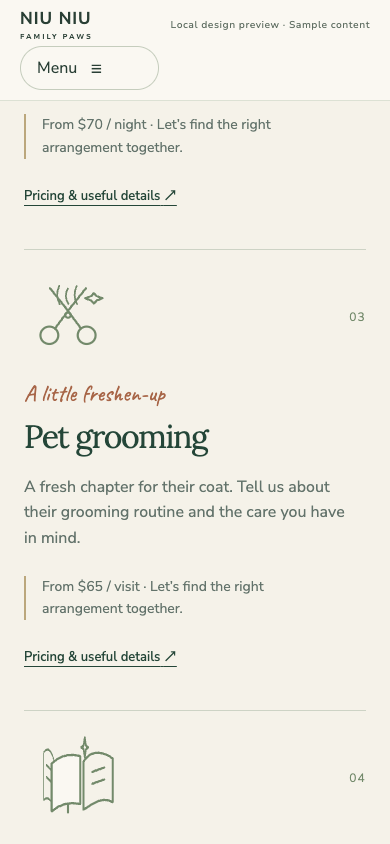 NIU NIU
FAMILY PAWS
Local design preview · Sample content
Menu
From $70 / night · Let’s find the right
arrangement together.
Pricing & useful details ↗
03
A little freshen-up
Pet grooming
A fresh chapter for their coat. Tell us about
their grooming routine and the care you have
in mind.
From $65 / visit · Let’s find the right
arrangement together.
Pricing & useful details ↗
04